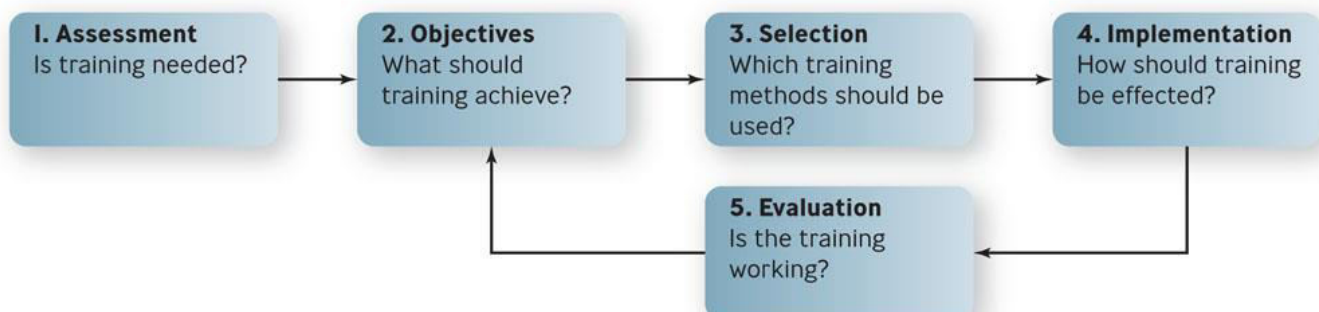 I. Assessment
Is training needed?
2. Objectives
What should
training achieve?
3. Selection
Which training
methods should be
used?
4. Implementation
How should training
be effected?
5. Evaluation
Is the training
working?